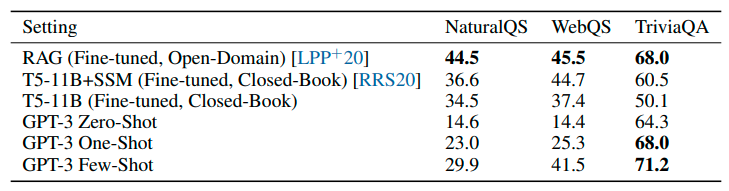 Setting NaturalQS WebQS TriviaQA
RAG (Fine-tuned, Open-Domain) [LPP+20] 44.5 45.5 68.0
T5-11B+SSM (Fine-tuned, Closed-Book) [RRS20] 36.6 44.7 60.5
T5-11B (Fine-tuned, Closed-Book) 34.5 37.4 50.1
GPT-3 Zero-Shot 14.6 14.4 64.3
GPT-3 One-Shot 23.0 25.3 68.0
GPT-3 Few-Shot 29.9 41.5 71.2